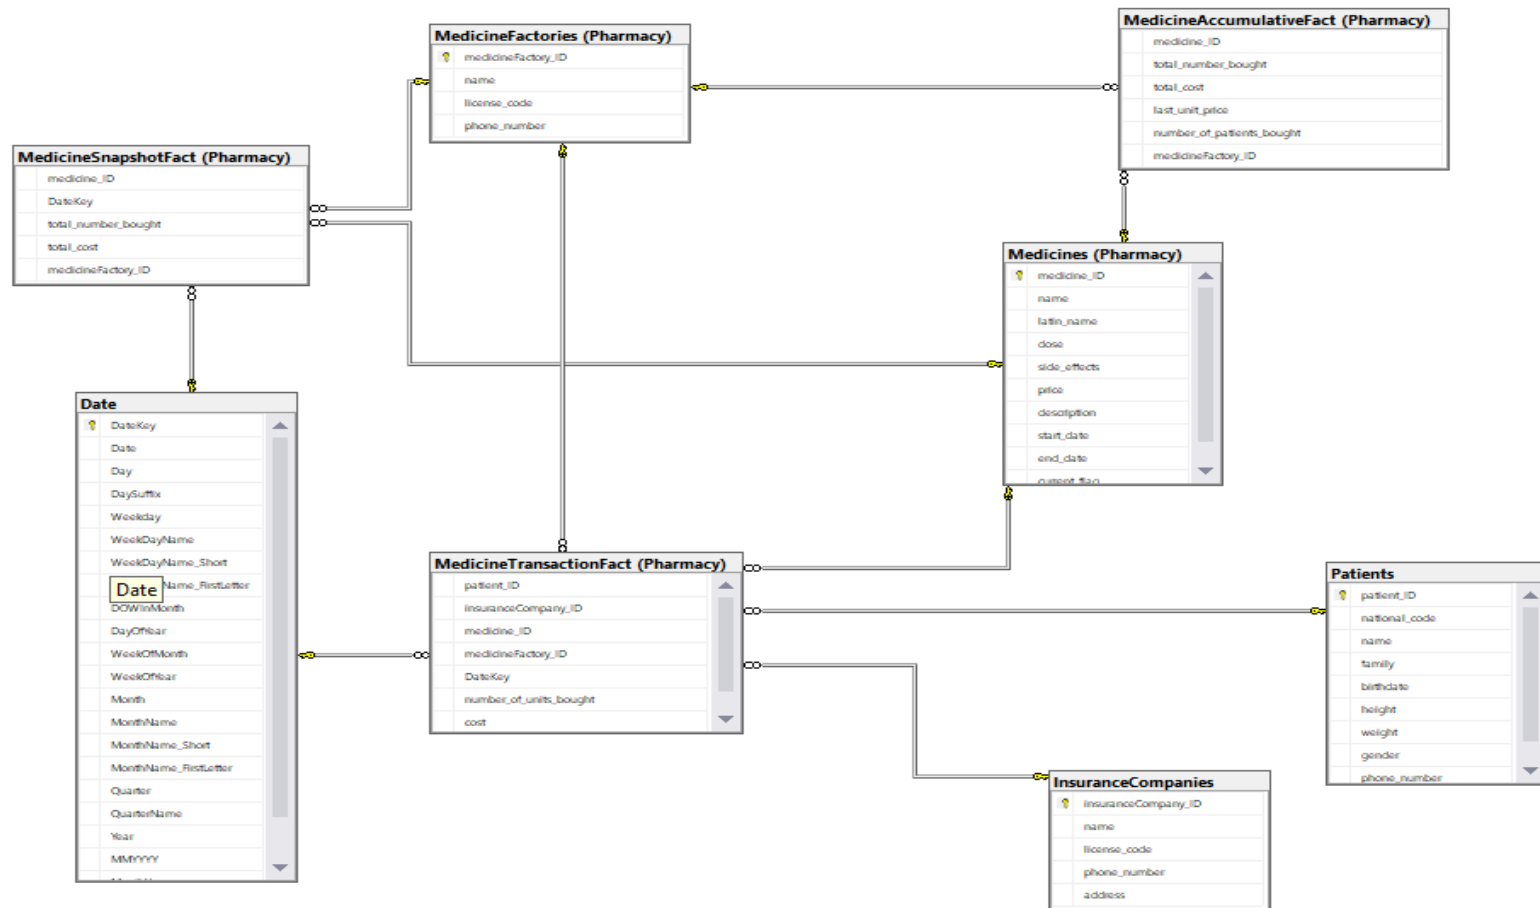 MedicineFactories (Pharmacy)
medicineFactory_ID
name
license_code
phone_number
MedicineAccumulativeFact (Pharmacy)
medicine_ID
total_number_bought
total_cost
last_unit_price
number_of_patients_bought
medicineFactory_ID
MedicineSnapshotFact (Pharmacy)
medicine_ID
DateKey
total_number_bought
total_cost
medicineFactory_ID
Medicines (Pharmacy)
medicine_ID
name
latin_name
dose
side_effects
price
description
start_date
end_date
current_flag
Date
DateKey
Date
Day
DaySuffix
Weekday
WeekDayName
WeekDayName_Short
Name_FirstLetter
Date
DOWInMonth
DayOfYear
WeekOfMonth
WeekOfYear
Month
MonthName
MonthName_Short
MonthName_FirstLetter
Quarter
QuarterName
Year
MMYYYY
MedicineTransactionFact (Pharmacy)
patient_ID
insuranceCompany_ID
medicine_ID
medicineFactory_ID
DateKey
number_of_units_bought
cost
Patients
patient_ID
national_code
name
family
birthdate
height
weight
gender
phone_number
InsuranceCompanies
insuranceCompany_ID
name
license_code
phone_number
address